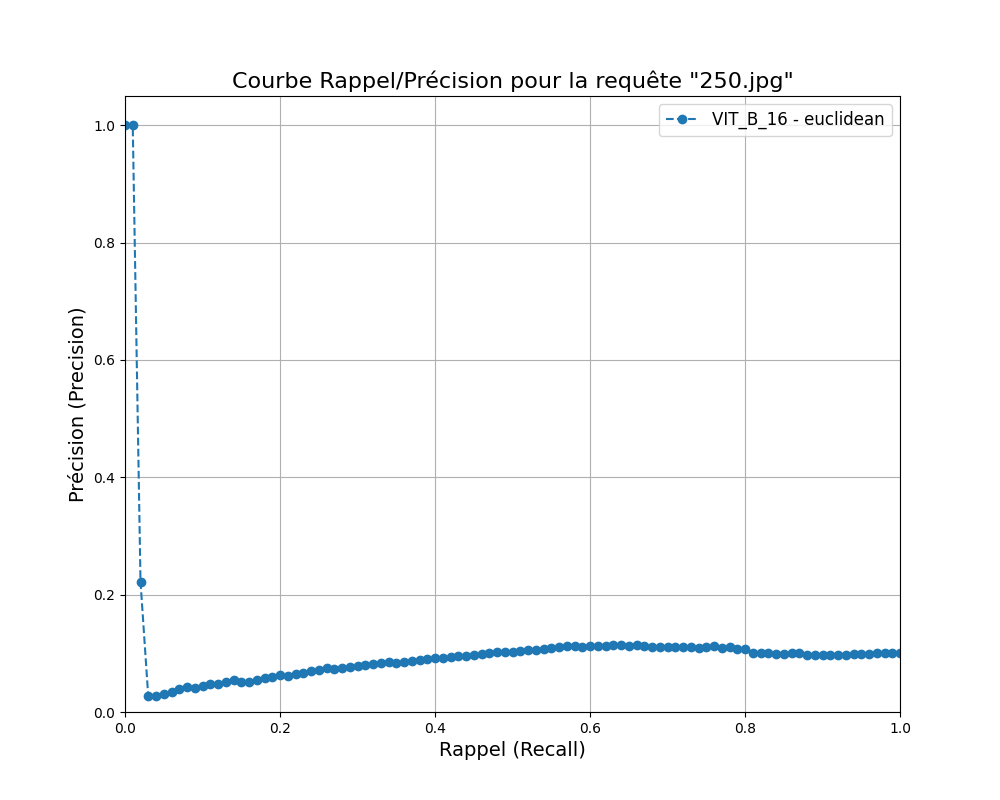 Courbe Rappel/Précision pour la requête "250.jpg"
VIT_B_16 - euclidean
Précision (Precision)
1.0
0.8
0.6
0.4
0.2
0.0
0.0 0.2 0.4 0.6 0.8 1.0
Rappel (Recall)